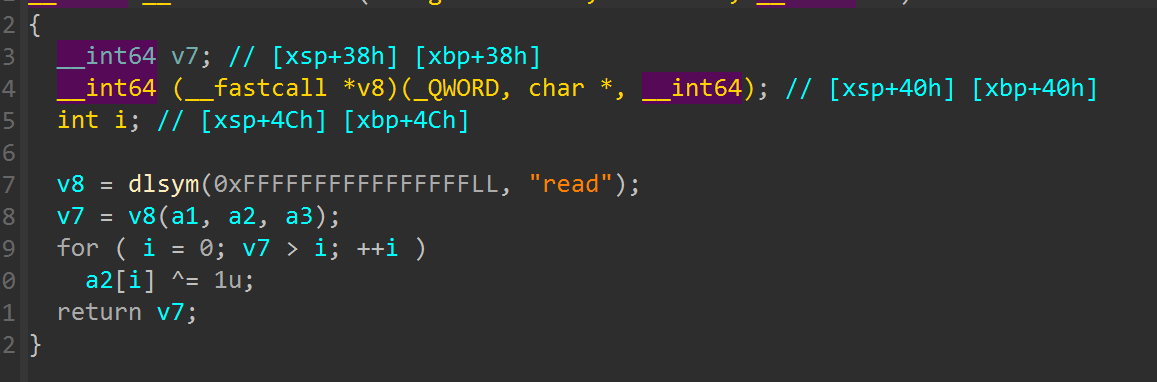 2 {
3   __int64 v7; // [xsp+38h] [xbp+38h]
4   __int64 (__fastcall *v8)(_QWORD, char *, __int64); // [xsp+40h] [xbp+40h]
5   int i; // [xsp+4Ch] [xbp+4Ch]
6
7   v8 = dlsym(0xFFFFFFFFFFFFFFFFLL, "read");
8   v7 = v8(a1, a2, a3);
9   for ( i = 0; v7 > i; ++i )
0     a2[i] ^= 1u;
1   return v7;
2 }